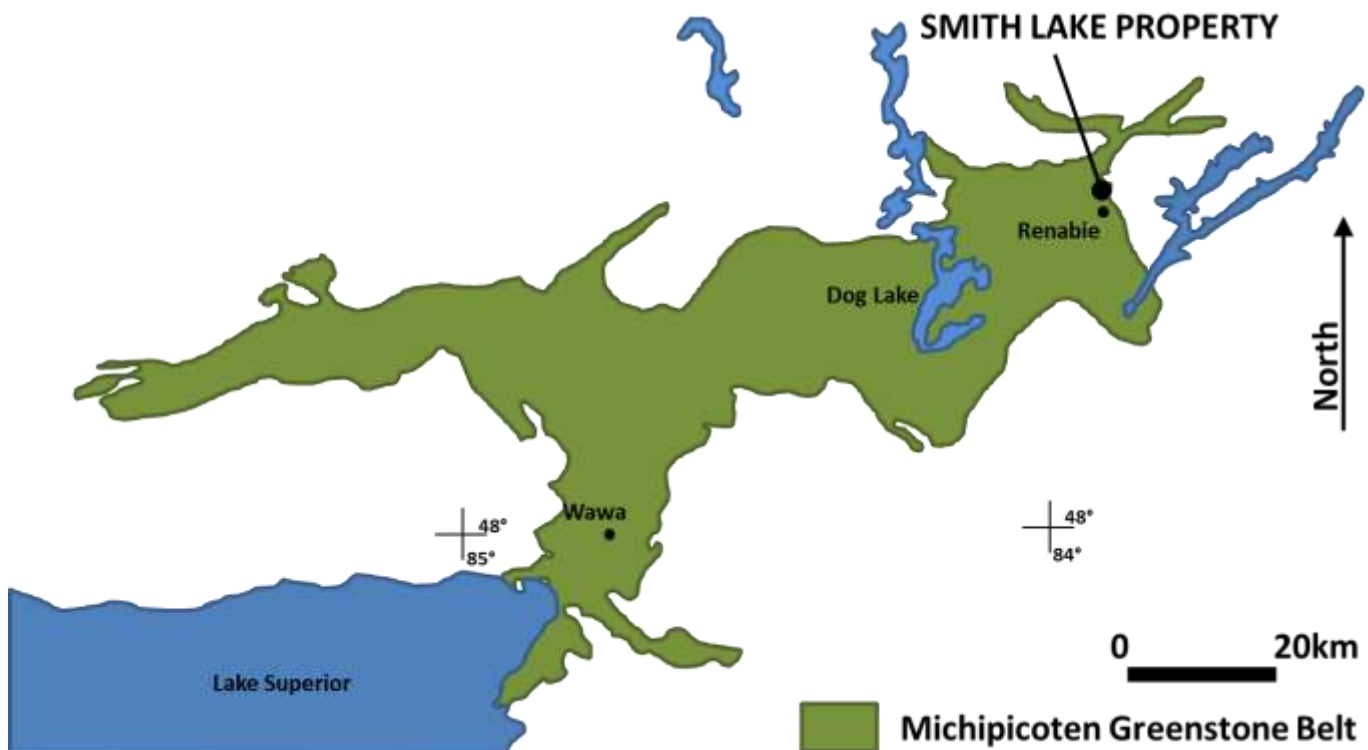 SMITH LAKE PROPERTY
Renabie
Dog Lake
North
Wawa
48°
85°
48°
84°
0 20km
Lake Superior
Michipicoten Greenstone Belt